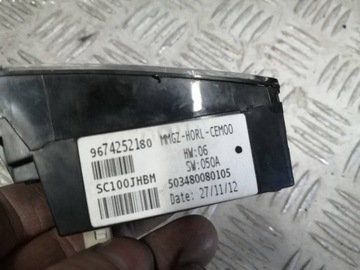 9674252180 MMGZ-HORL-CEM00
HW:06
SW:050A
SC100JHBM 503480080105
Date: 27/11/12